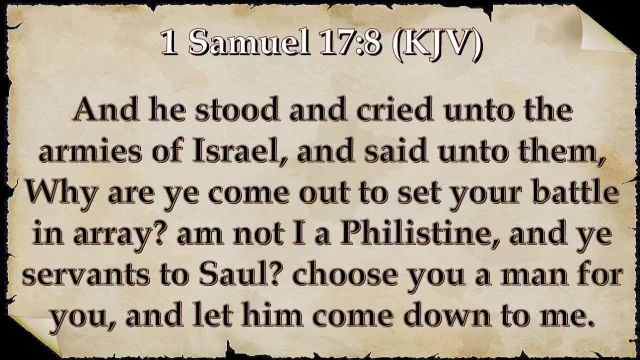 1 Samuel 17:8 (KJV)
And he stood and cried unto the
armies of Israel, and said unto them,
Why are ye come out to set your battle
in array? am not I a Philistine, and ye
servants to Saul? choose you a man for
you, and let him come down to me.